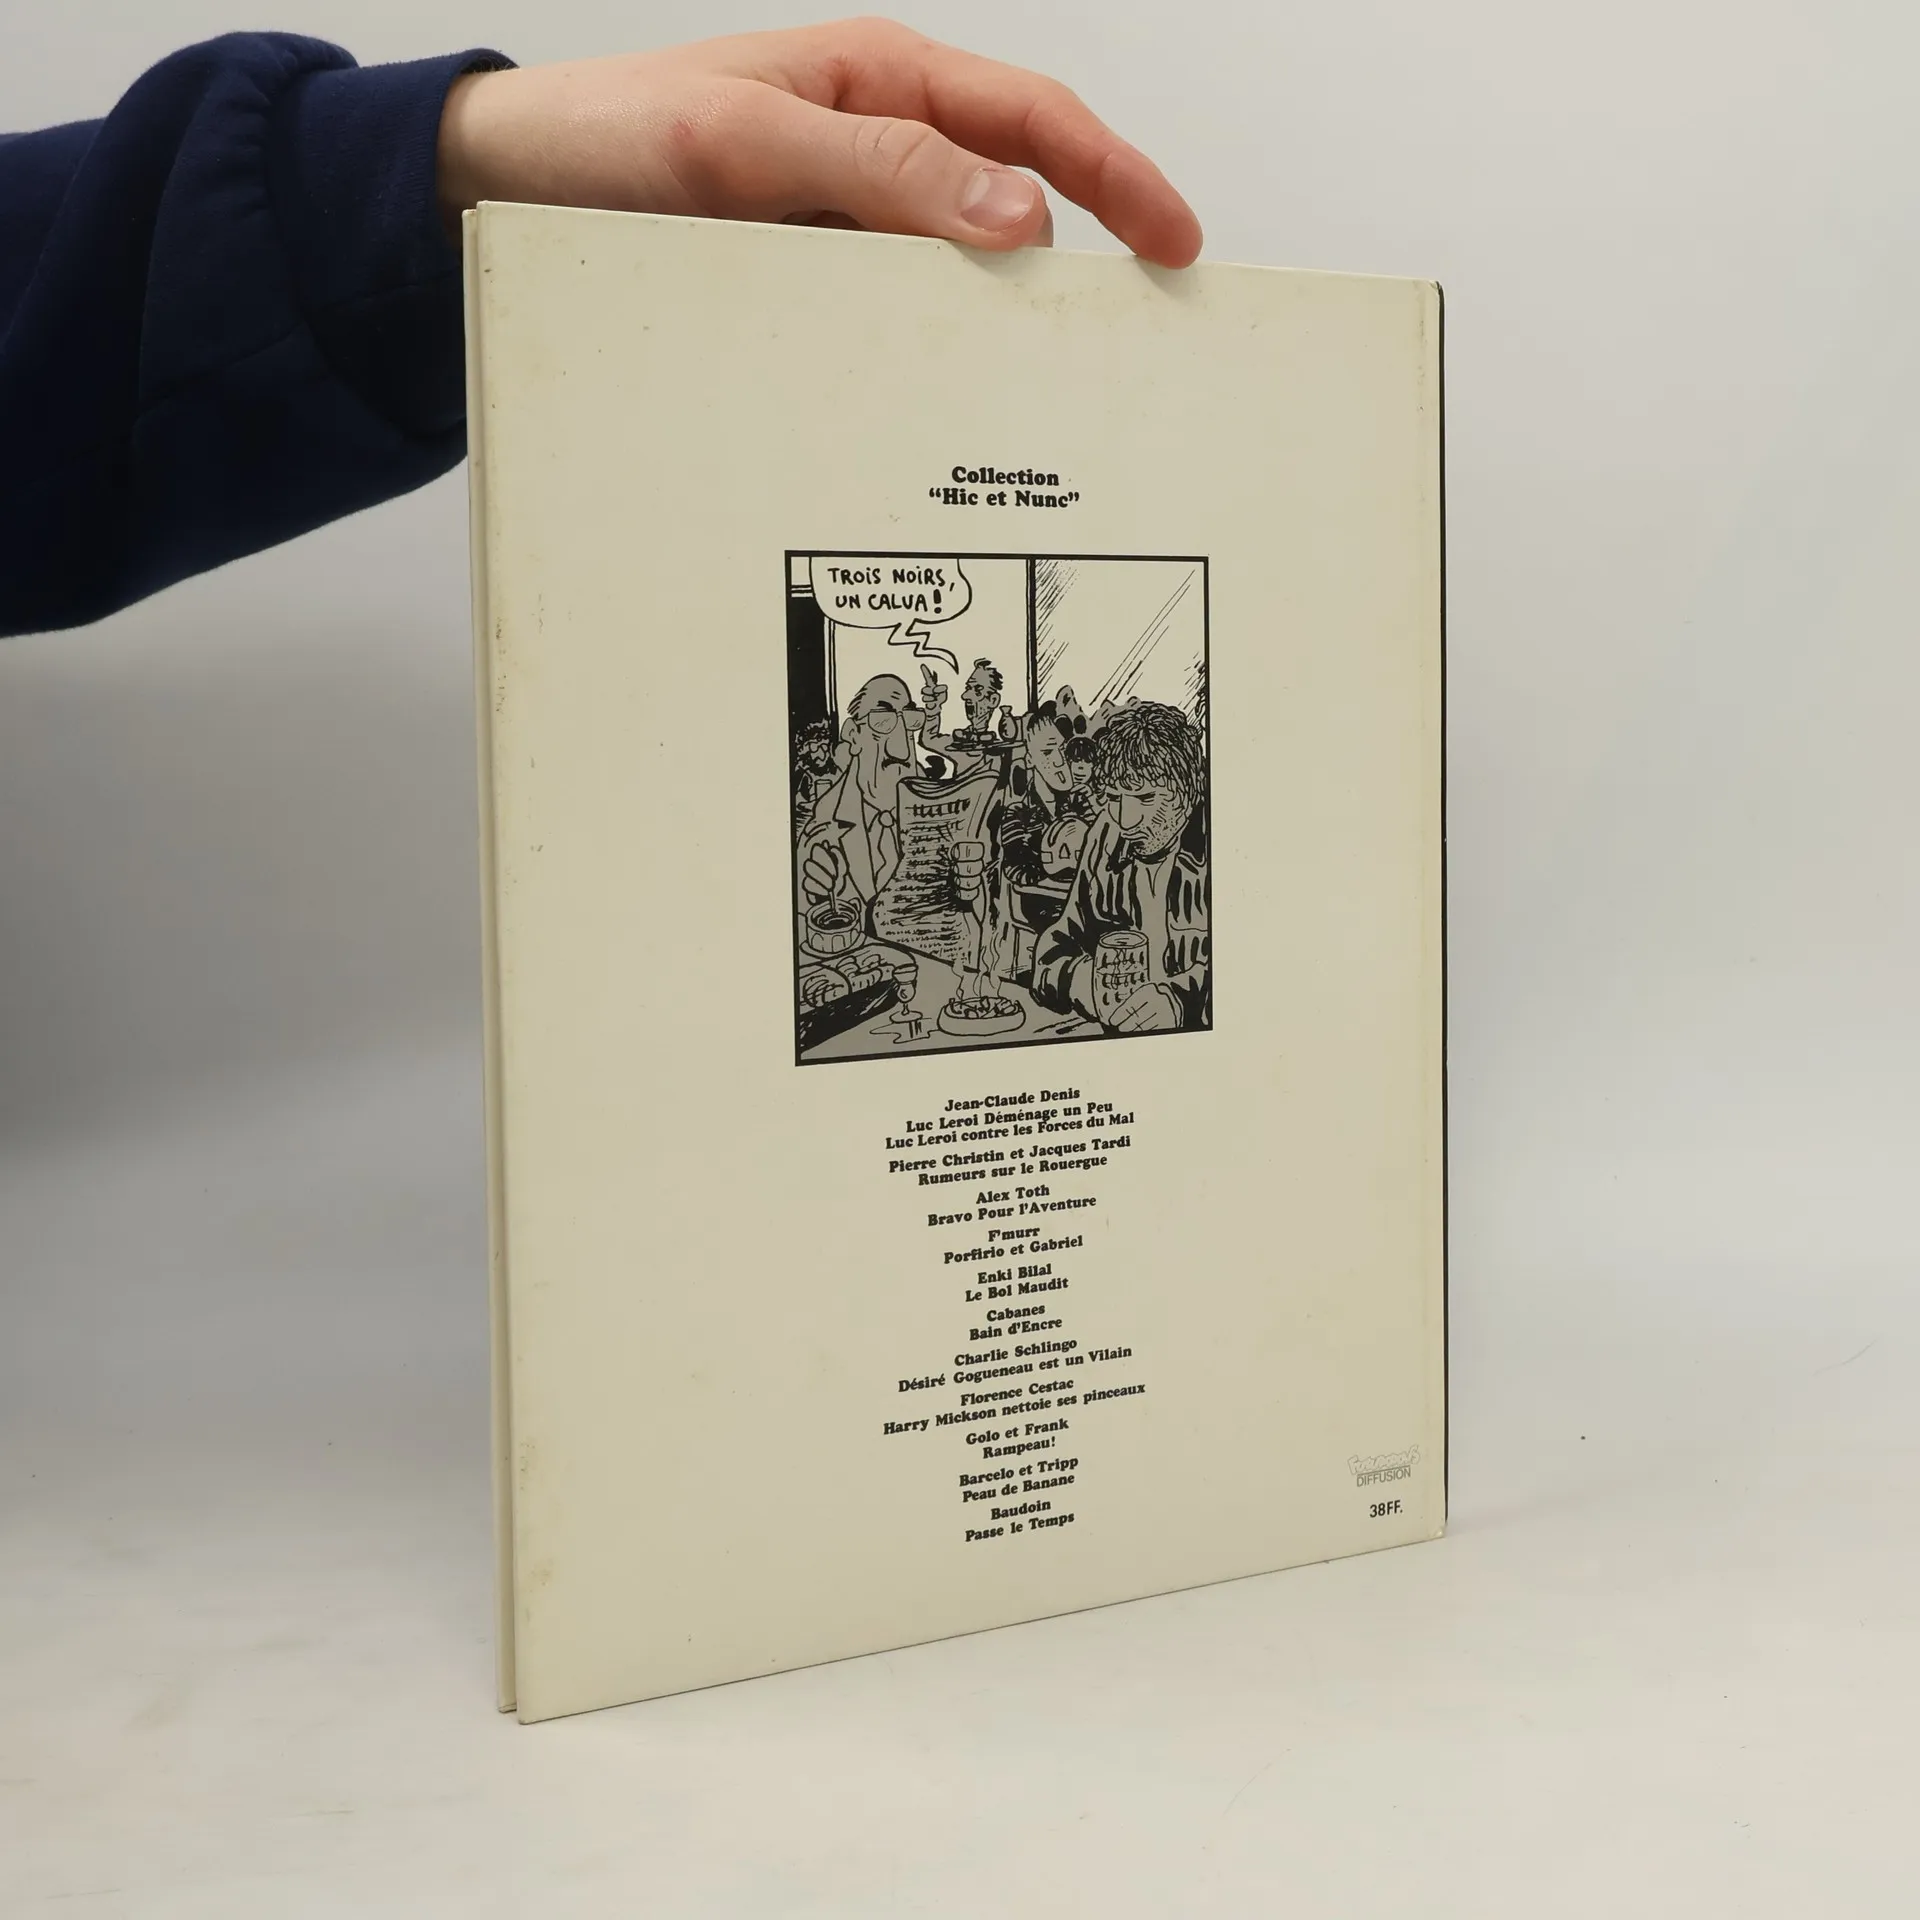 Collection
“Hic et Nunc”
TROIS NOIRS,
UN CALVA!
Jean-Claude Denis
Luc Leroi Déménage un Peu
Luc Leroi contre les Forces du Mal
Pierre Christin et Jacques Tardi
Rumeurs sur le Rouergue
Alex Toth
Bravo Pour l’Aventure
F’murr
Porfirio et Gabriel
Enki Bilal
Le Bol Maudit
Cabanes
Bain d’Encre
Charlie Schlingo
Désiré Gogueneau est un Vilain
Florence Cestac
Harry Mickson nettoie ses pinceaux
Golo et Frank
Rampeau!
Barcelo et Tripp
Peau de Banane
Baudoin
Passe le Temps
FUTUROPOLIS
DIFFUSION
38FF.